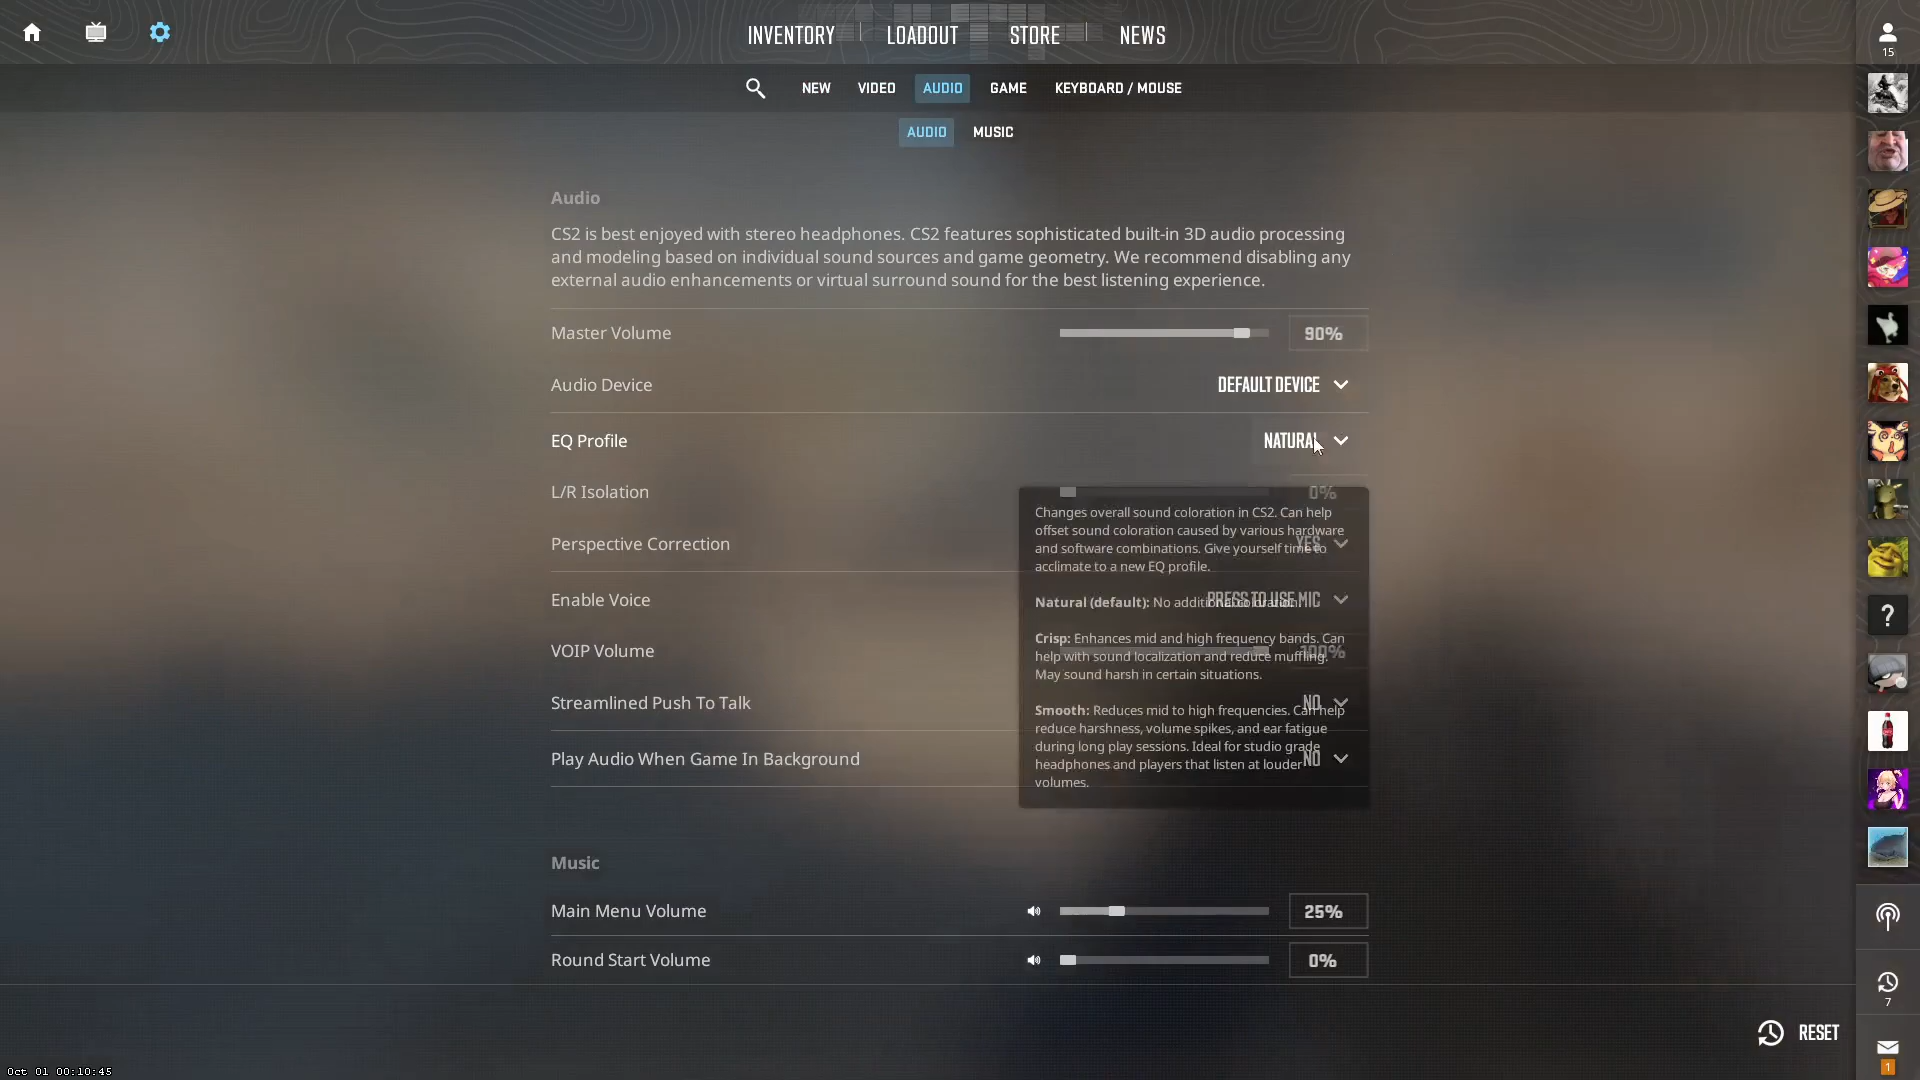 INVENTORY LOADOUT STORE NEWS
15
NEW VIDEO AUDIO GAME KEYBOARD / MOUSE
AUDIO MUSIC
Audio
CS2 is best enjoyed with stereo headphones. CS2 features sophisticated built-in 3D audio processing
and modeling based on individual sound sources and game geometry. We recommend disabling any
external audio enhancements or virtual surround sound for the best listening experience.
Master Volume 90%
Audio Device DEFAULT DEVICE
EQ Profile NATURAL
L/R Isolation 0%
Changes overall sound coloration in CS2. Can help
offset sound coloration caused by various hardware
Perspective Correction YES
and software combinations. Give yourself time to
acclimate to a new EQ profile.
Enable Voice PRESS TO USE MIC
Natural (default): No additional coloration.
Crisp: Enhances mid and high frequency bands. Can
VOIP Volume 100%
help with sound localization and reduce muffling.
May sound harsh in certain situations.
Streamlined Push To Talk NO
Smooth: Reduces mid to high frequencies. Can help
reduce harshness, volume spikes, and ear fatigue
during long play sessions. Ideal for studio grade
Play Audio When Game In Background NO
headphones and players that listen at louder
volumes.
Music
Main Menu Volume 25%
Round Start Volume 0%
?
7
RESET
1
Oct 01 00:10:45